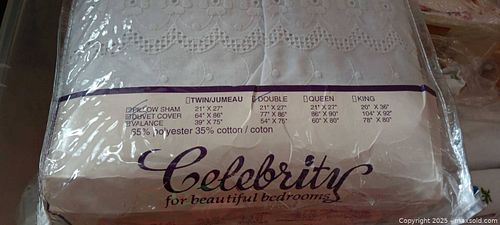 TWIN/JUMEAU DOUBLE QUEEN KING
PILLOW SHAM 21" X 27" 21" X 27" 21" X 27" 20" X 36"
DUVET COVER 64" X 86" 77" X 86" 86" X 90" 104" X 92"
VALANCE 39" X 75" 54" X 75" 60" X 80" 78" X 80"
65% polyester 35% cotton / coton
Celebrity
for beautiful bedrooms
Copyright 2025 - maxsold.com